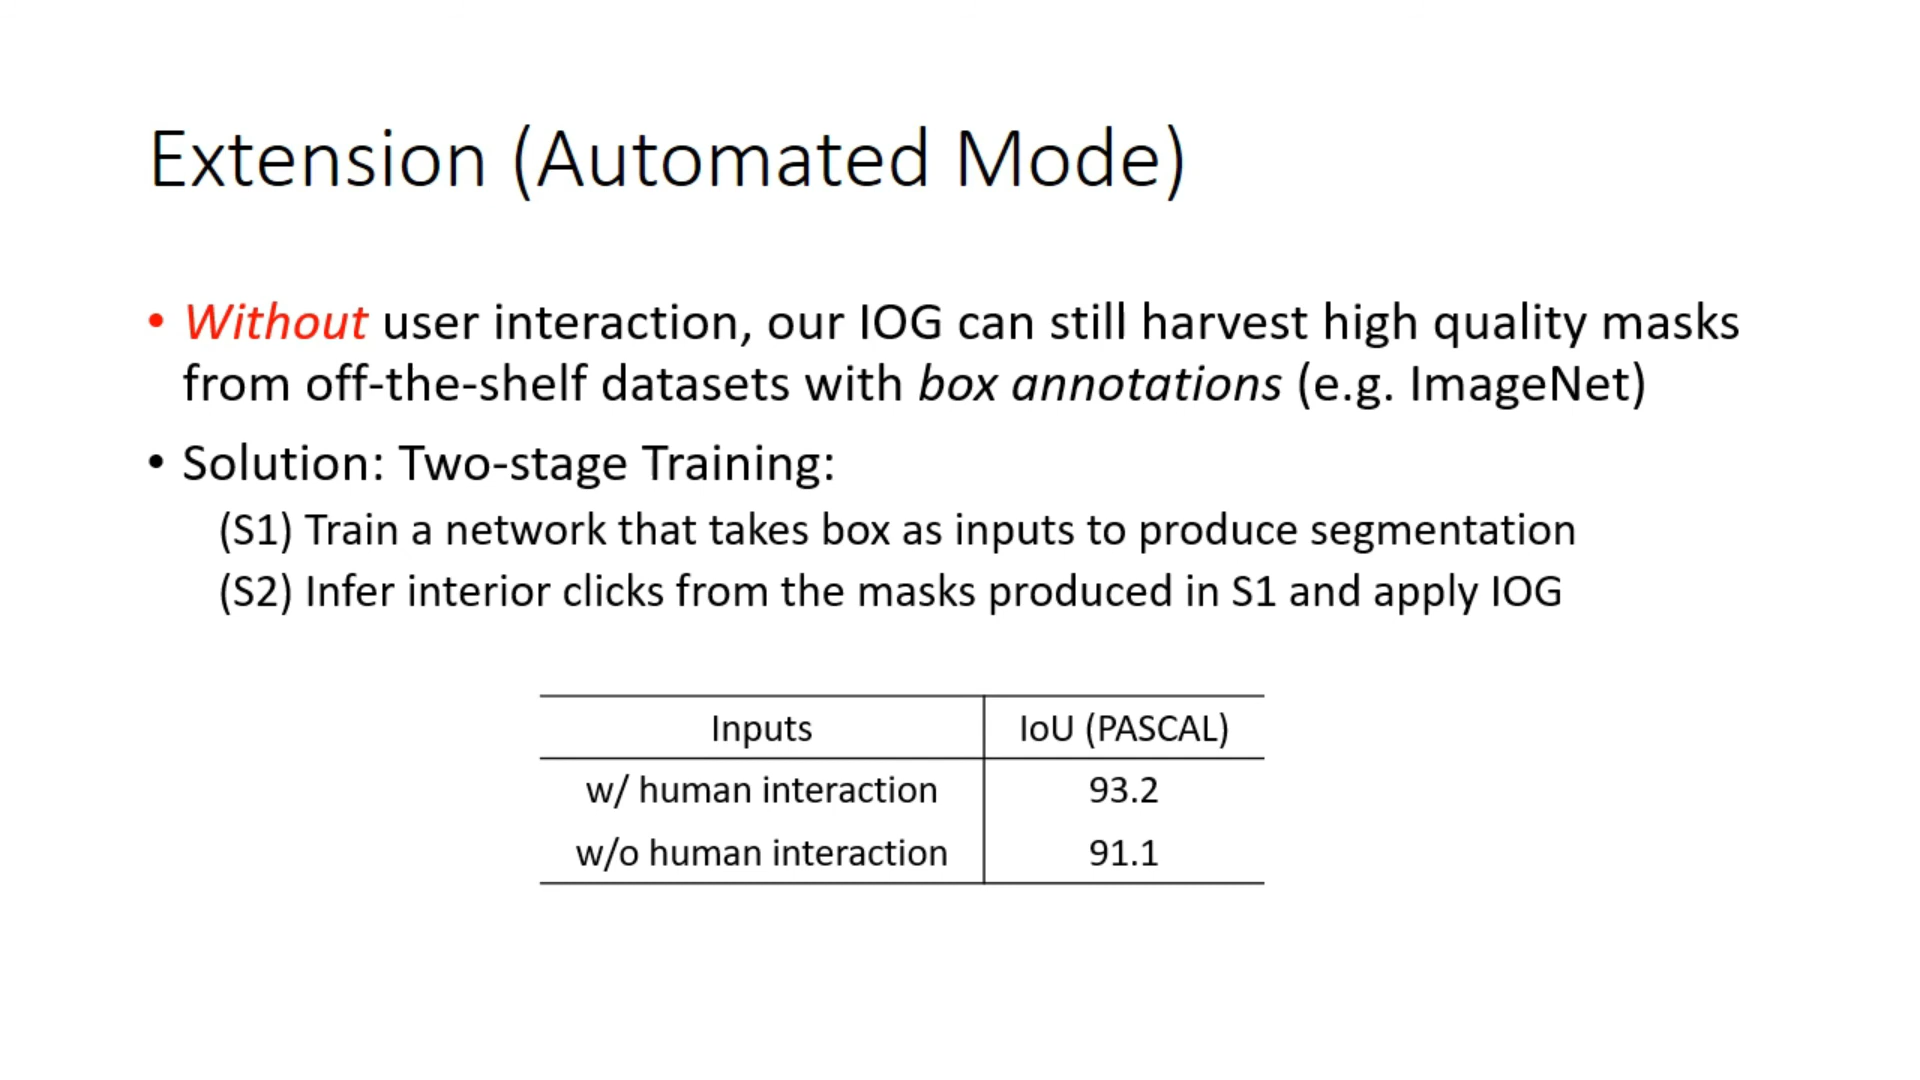 Extension (Automated Mode)
• Without user interaction, our IOG can still harvest high quality masks
from off-the-shelf datasets with box annotations (e.g. ImageNet)
• Solution: Two-stage Training:
(S1) Train a network that takes box as inputs to produce segmentation
(S2) Infer interior clicks from the masks produced in S1 and apply IOG
Inputs IoU (PASCAL)
w/ human interaction 93.2
w/o human interaction 91.1